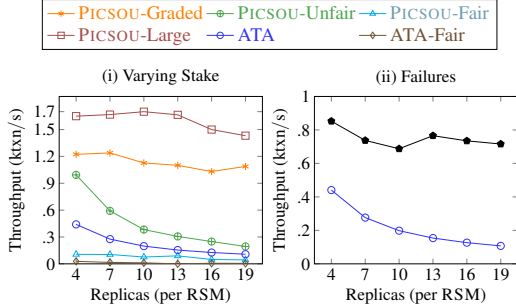 PICSOU-Graded PICSOU-Unfair PICSOU-Fair
PICSOU-Large ATA ATA-Fair
(i) Varying Stake
Throughput (ktxn/s)
1.7
1.5
1.2
.9
.6
.3
0
4 7 10 13 16 19
Replicas (per RSM)
(ii) Failures
Throughput (ktxn/s)
1
.8
.6
.4
.2
0
4 7 10 13 16 19
Replicas (per RSM)